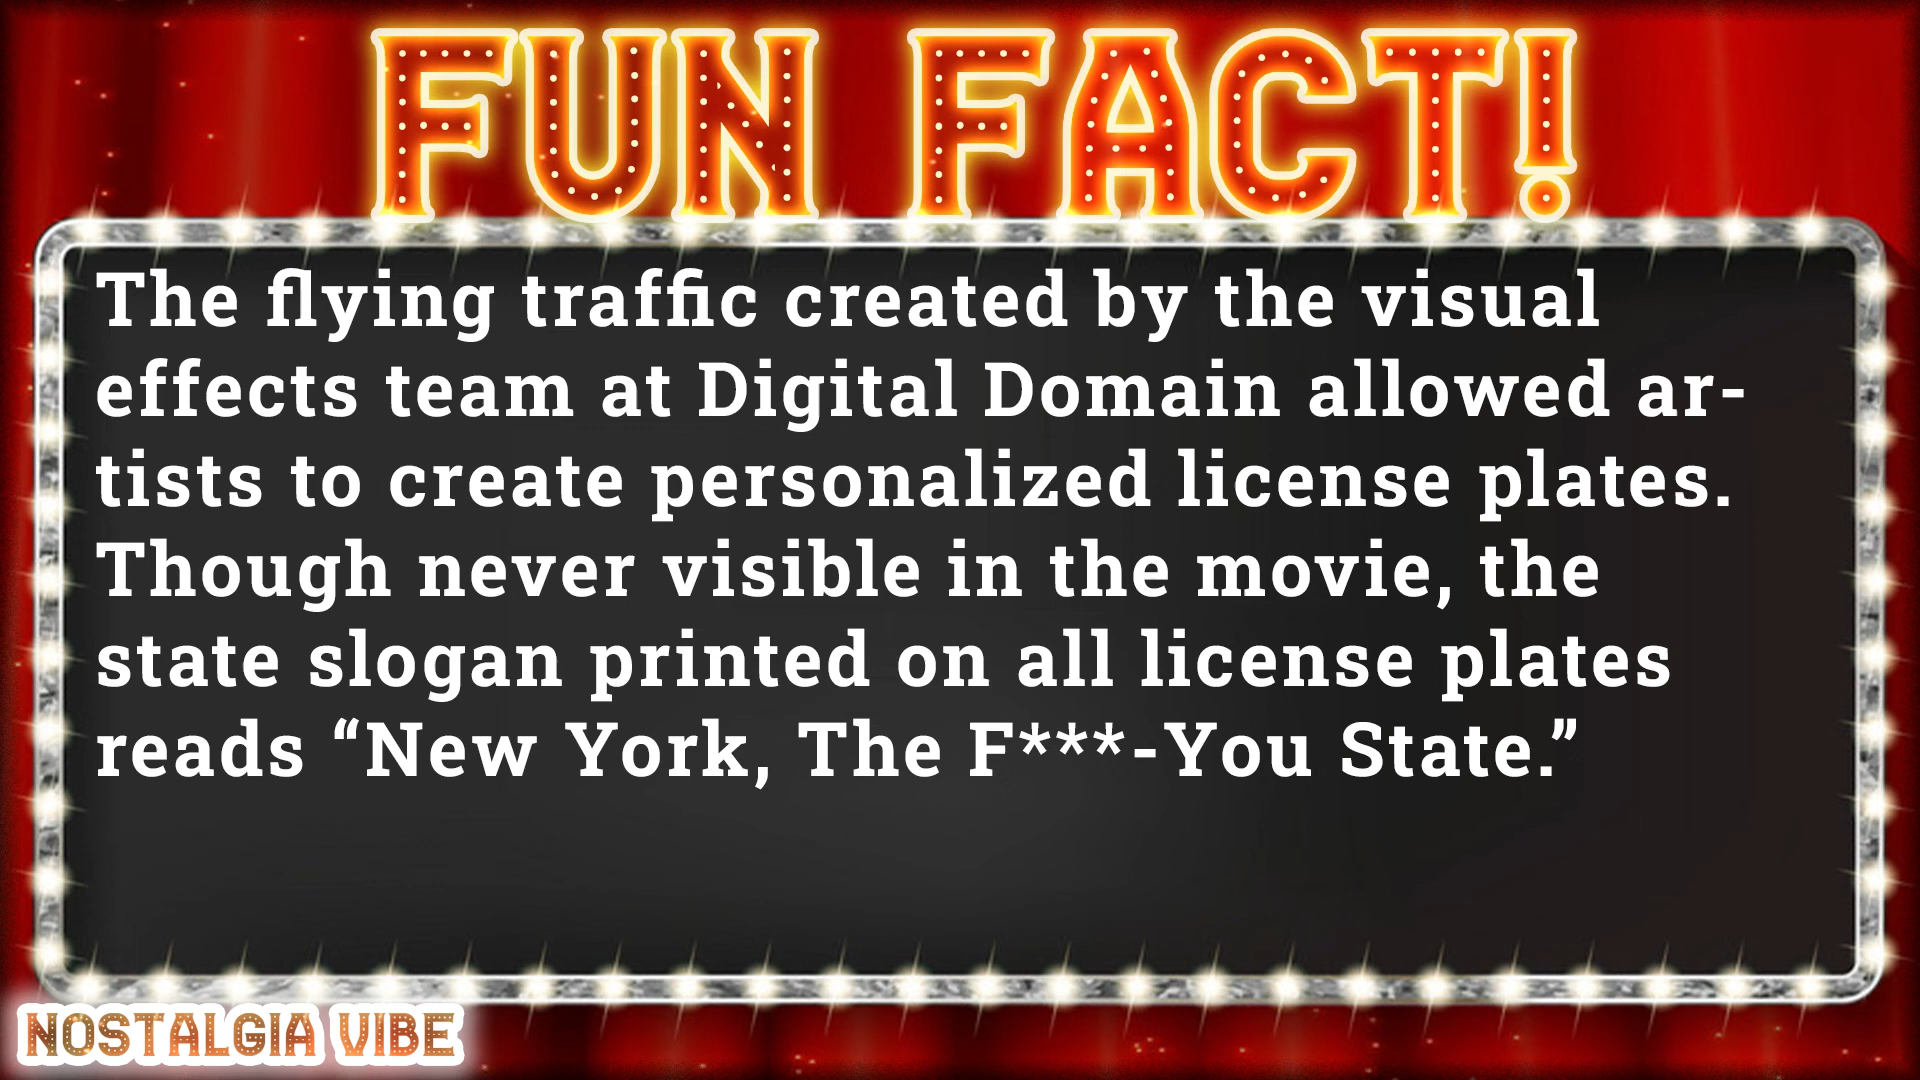 FUN FACT!
The flying traffic created by the visual
effects team at Digital Domain allowed ar-
tists to create personalized license plates.
Though never visible in the movie, the
state slogan printed on all license plates
reads “New York, The F***-You State.”
NOSTALGIA VIBE